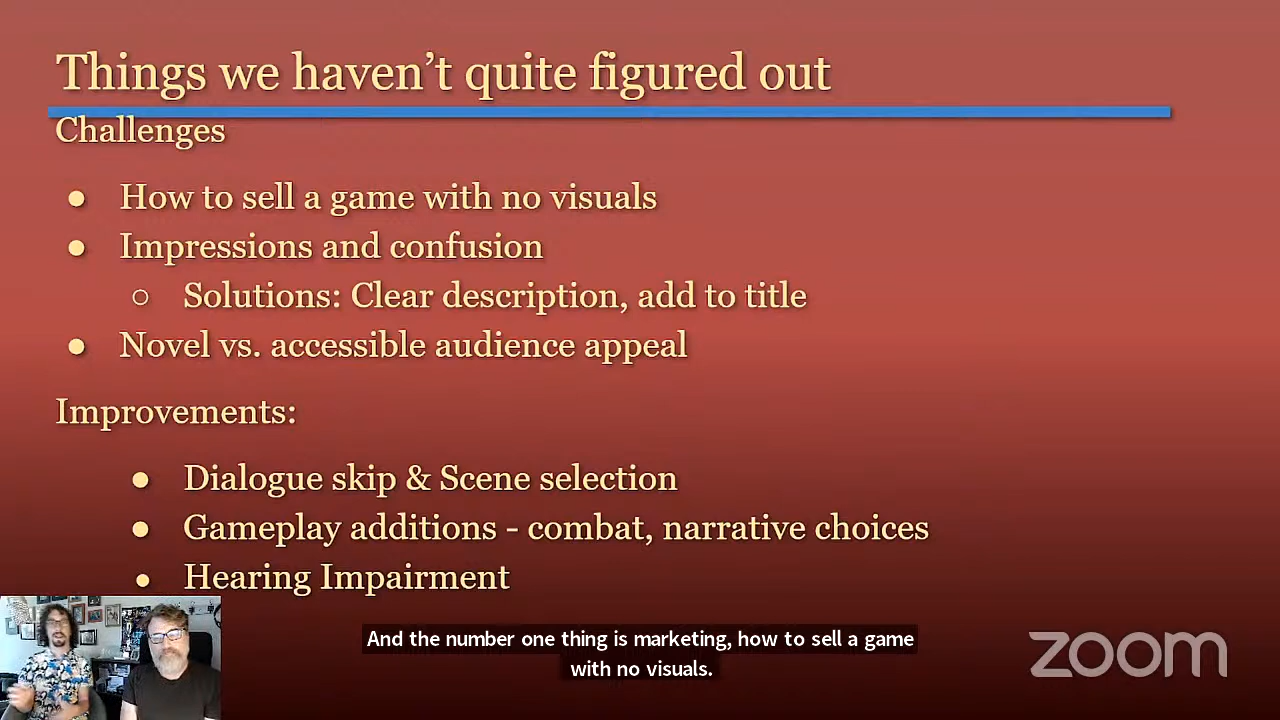 Things we haven’t quite figured out
Challenges
● How to sell a game with no visuals
● Impressions and confusion
○ Solutions: Clear description, add to title
● Novel vs. accessible audience appeal
Improvements:
● Dialogue skip & Scene selection
● Gameplay additions - combat, narrative choices
● Hearing Impairment
And the number one thing is marketing, how to sell a game
with no visuals.
zoom